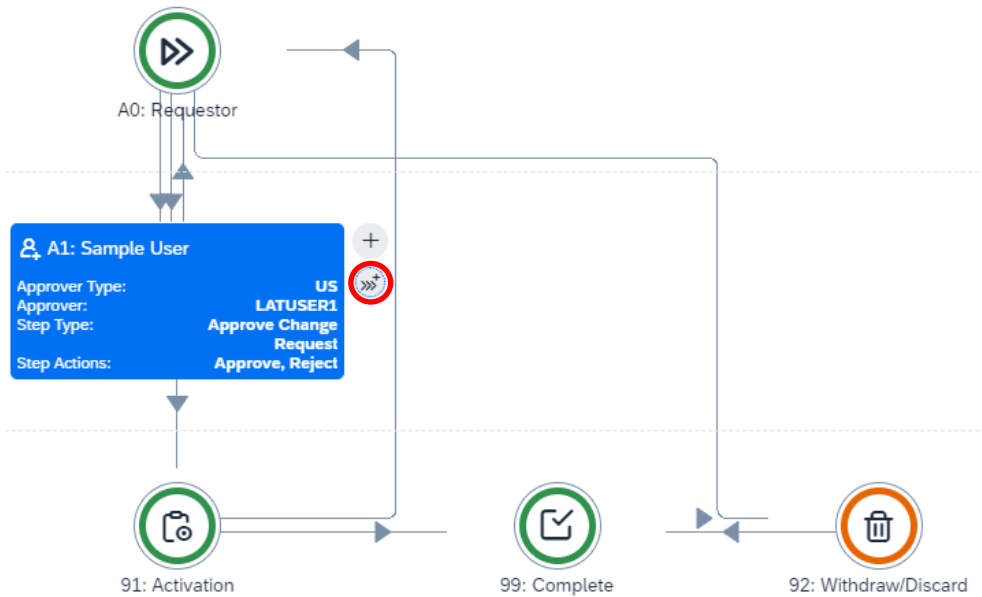 A0: Requestor
A1: Sample User
Approver Type: US
Approver: LATUSER1
Step Type: Approve Change
Request
Step Actions: Approve, Reject
91: Activation
99: Complete
92: Withdraw/Discard